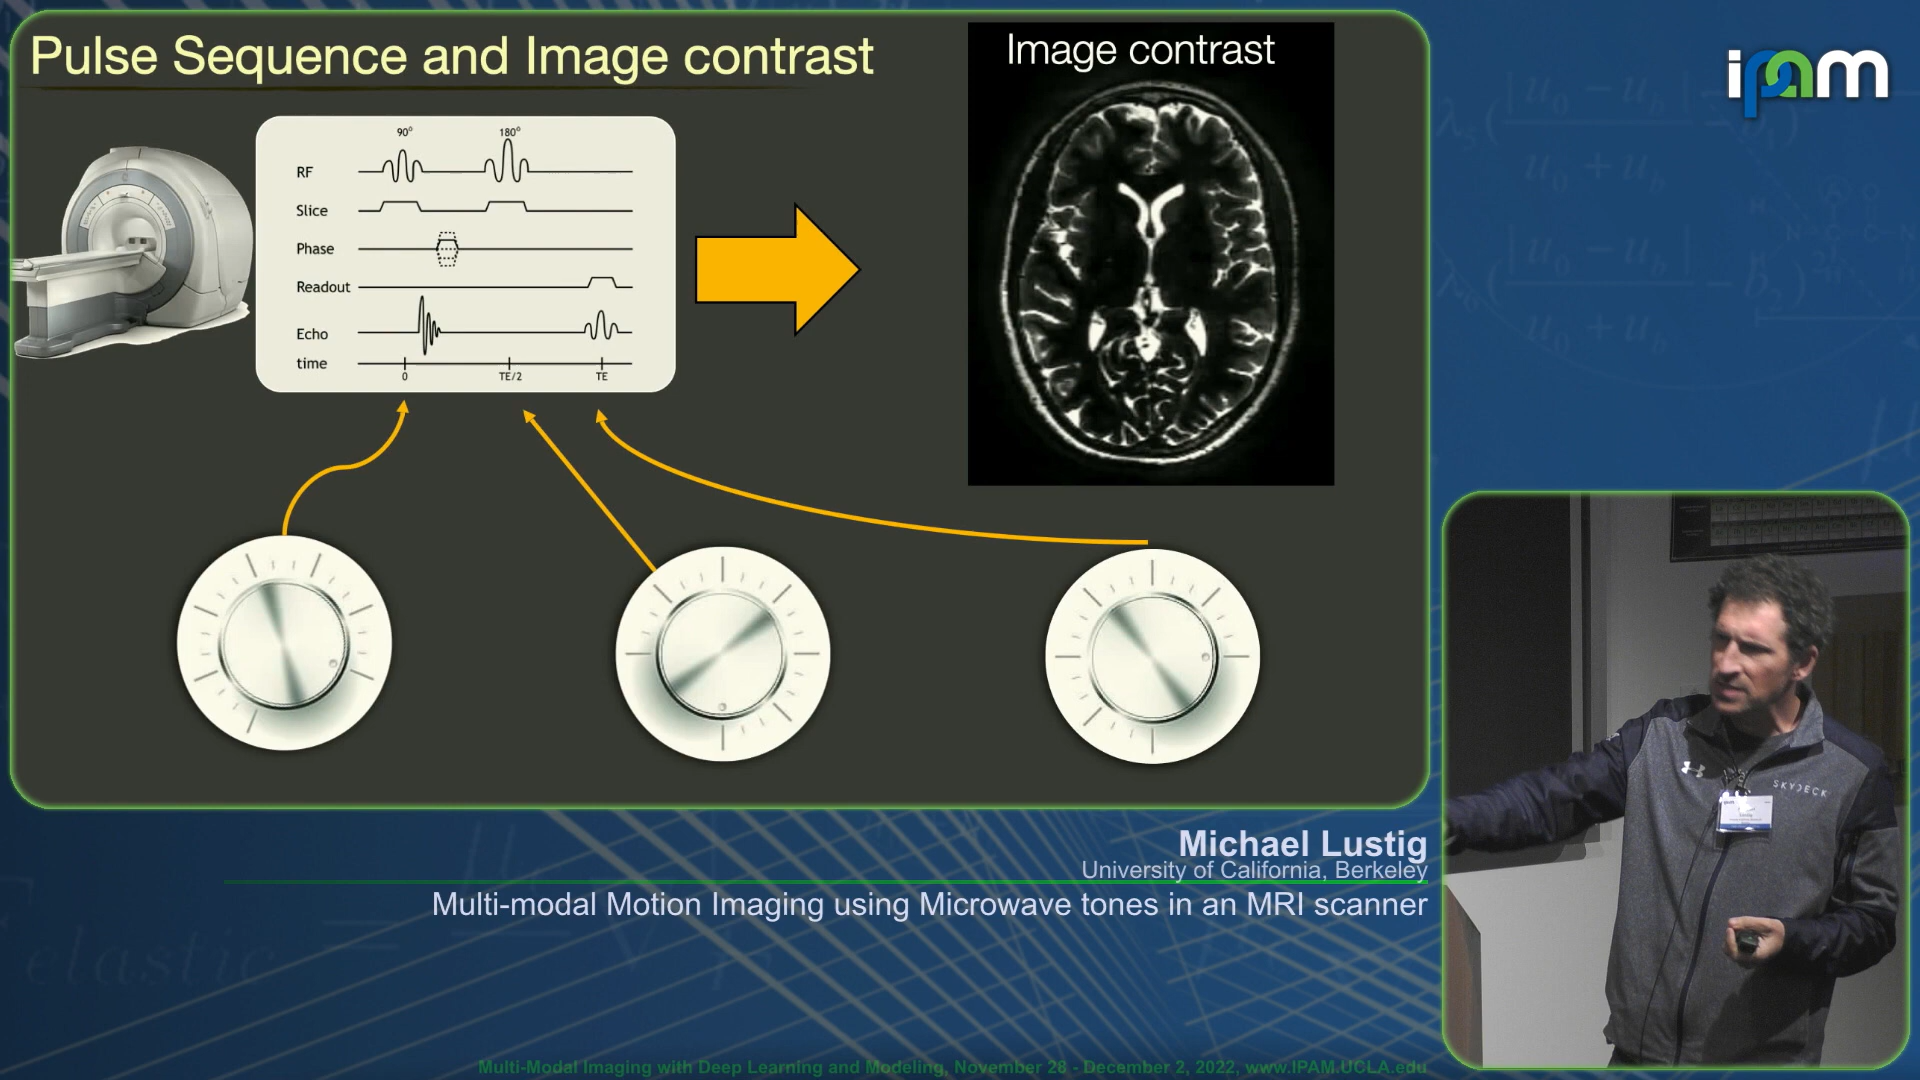 Pulse Sequence and Image contrast
Image contrast
ipam
90°
180°
RF
Slice
Phase
Readout
Echo
time
0
TE/2
TE
SKYDECK
Michael Lustig
University of California, Berkeley
Multi-modal Motion Imaging using Microwave tones in an MRI scanner
Multi-Modal Imaging with Deep Learning and Modeling, November 28 - December 2, 2022, www.IPAM.UCLA.edu
elastic